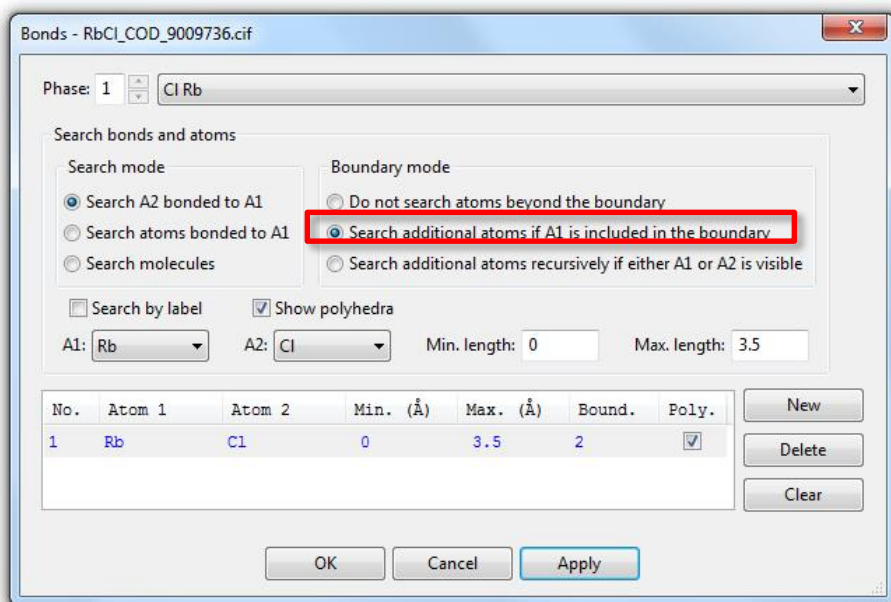 Bonds - RbCl_COD_9009736.cif
Phase: 1 Cl Rb
Search bonds and atoms
Search mode
Boundary mode
Search A2 bonded to A1
Do not search atoms beyond the boundary
Search atoms bonded to A1
Search additional atoms if A1 is included in the boundary
Search molecules
Search additional atoms recursively if either A1 or A2 is visible
Search by label Show polyhedra
A1: Rb A2: Cl Min. length: 0 Max. length: 3.5
No. Atom 1 Atom 2 Min. (Å) Max. (Å) Bound. Poly.
1 Rb Cl 0 3.5 2
New
Delete
Clear
OK Cancel Apply